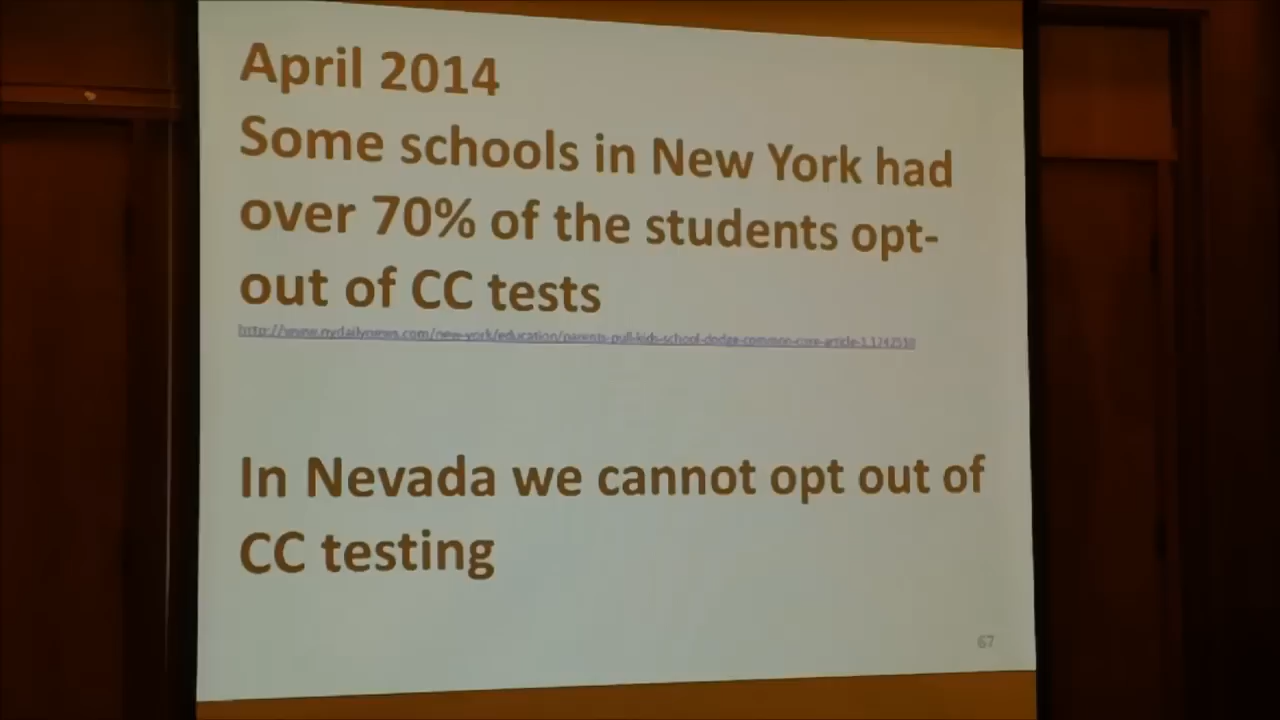 April 2014
Some schools in New York had
over 70% of the students opt-
out of CC tests
http://www.nydailynews.com/new-york/education/parents-pull-kids-school-dodge-common-core-article-1.1742510
In Nevada we cannot opt out of
CC testing
67